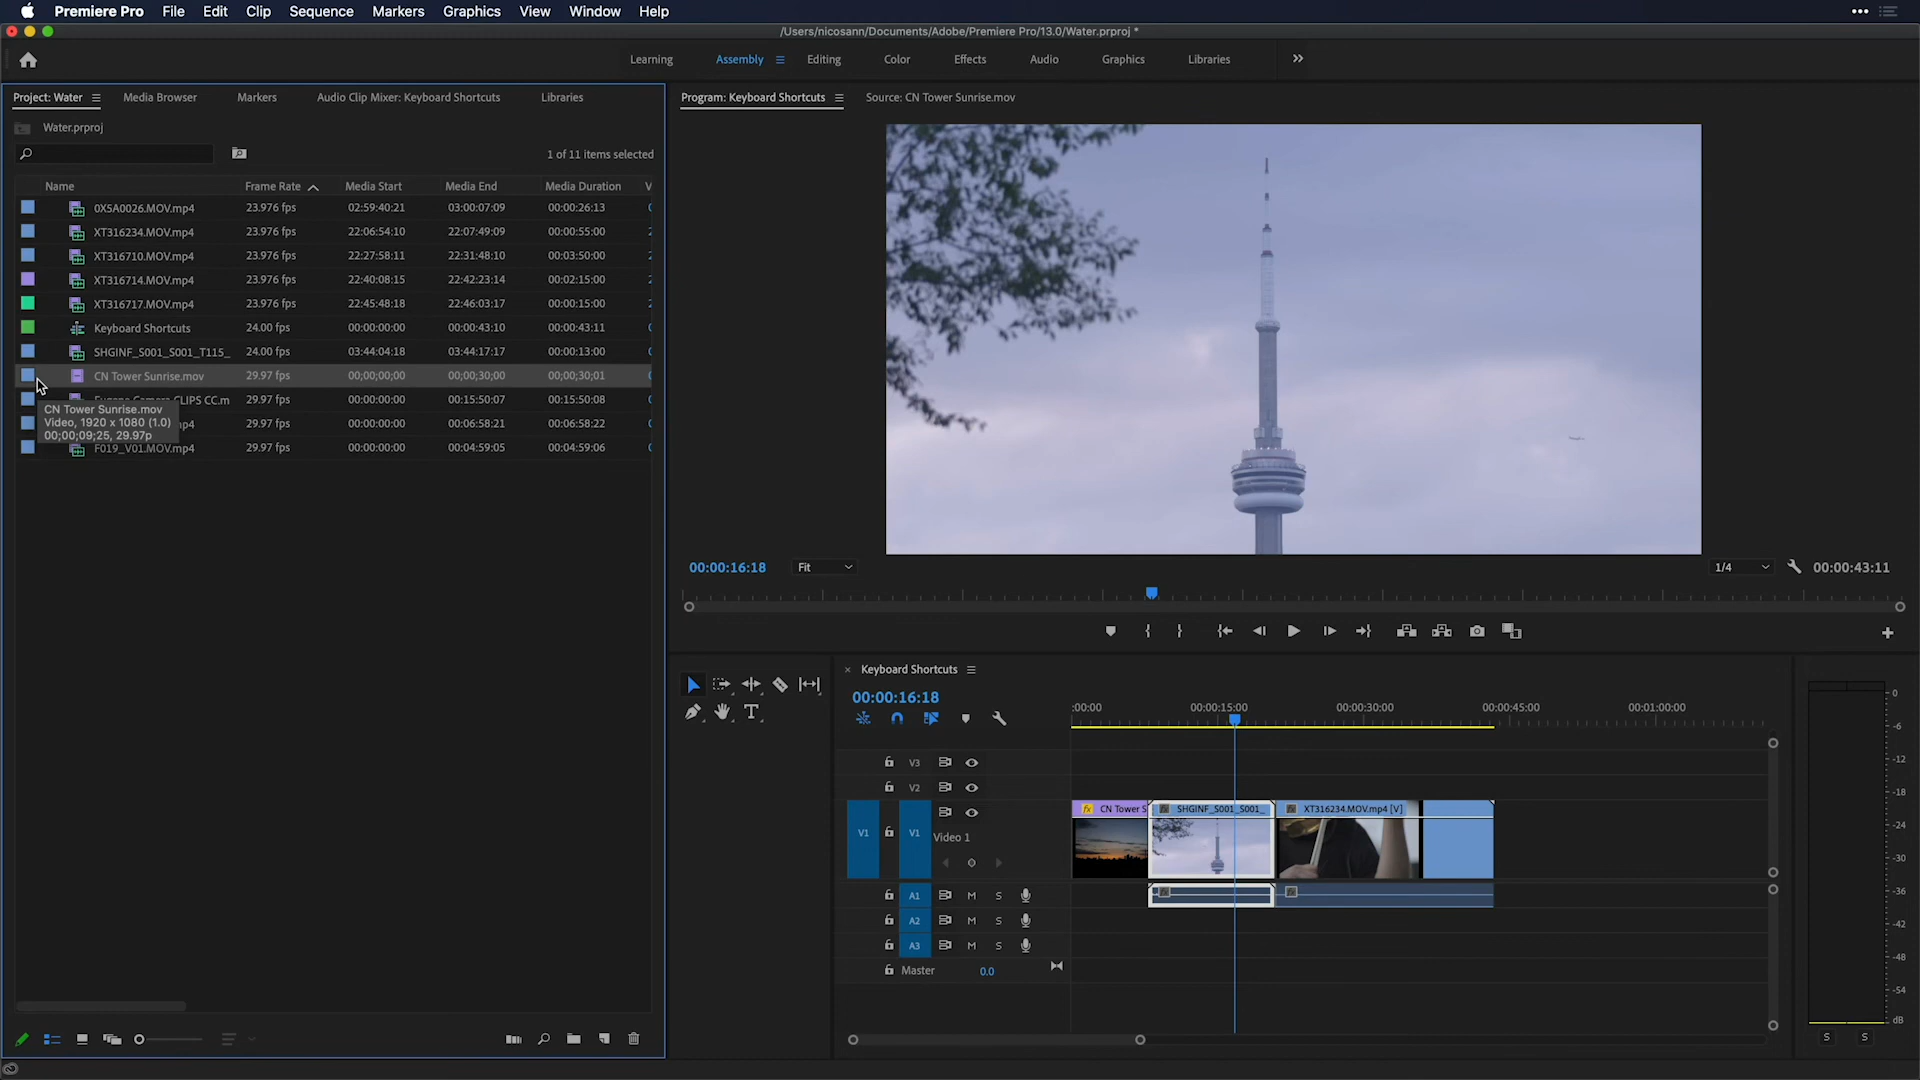 Premiere Pro File Edit Clip Sequence Markers Graphics View Window Help
/Users/nicosann/Documents/Adobe/Premiere Pro/13.0/Water.prproj *
Learning Assembly Editing Color Effects Audio Graphics Libraries
Project: Water Media Browser Markers Audio Clip Mixer: Keyboard Shortcuts Libraries
Water.prproj
1 of 11 items selected
Name Frame Rate Media Start Media End Media Duration V
0X5A0026.MOV.mp4 23.976 fps 02:59:40:21 03:00:07:09 00:00:26:13
XT316234.MOV.mp4 23.976 fps 22:06:54:10 22:07:49:09 00:00:55:00
XT316710.MOV.mp4 23.976 fps 22:27:58:11 22:31:48:10 00:03:50:00
XT316714.MOV.mp4 23.976 fps 22:40:08:15 22:42:23:14 00:02:15:00
XT316717.MOV.mp4 23.976 fps 22:45:48:18 22:46:03:17 00:00:15:00
Keyboard Shortcuts 24.00 fps 00:00:00:00 00:00:43:10 00:00:43:11
SHGINF_S001_S001_T115_ 24.00 fps 03:44:04:18 03:44:17:17 00:00:13:00
CN Tower Sunrise.mov 29.97 fps 00;00;00;00 00;00;30;00 00;00;30;01
CLIPS CC.m 29.97 fps 00:00:00:00 00:15:50:07 00:15:50:08
29.97 fps 00:00:00:00 00:06:58:21 00:06:58:22
F019_V01.MOV.mp4 29.97 fps 00:00:00:00 00:04:59:05 00:04:59:06
CN Tower Sunrise.mov
Video, 1920 x 1080 (1.0)
00;00;09;25, 29.97p
Program: Keyboard Shortcuts Source: CN Tower Sunrise.mov
00:00:16:18 Fit 1/4 00:00:43:11
Keyboard Shortcuts
00:00:16:18
:00:00 00:00:15:00 00:00:30:00 00:00:45:00 00:01:00:00
V3
V2
V1 V1
Video 1
CN Tower S SHGINF_S001_S001_ XT316234.MOV.mp4 [V]
A1 M S
A2 M S
A3 M S
Master 0.0
0
-6
-12
-18
-24
-30
-36
-42
-48
-54
dB
S S